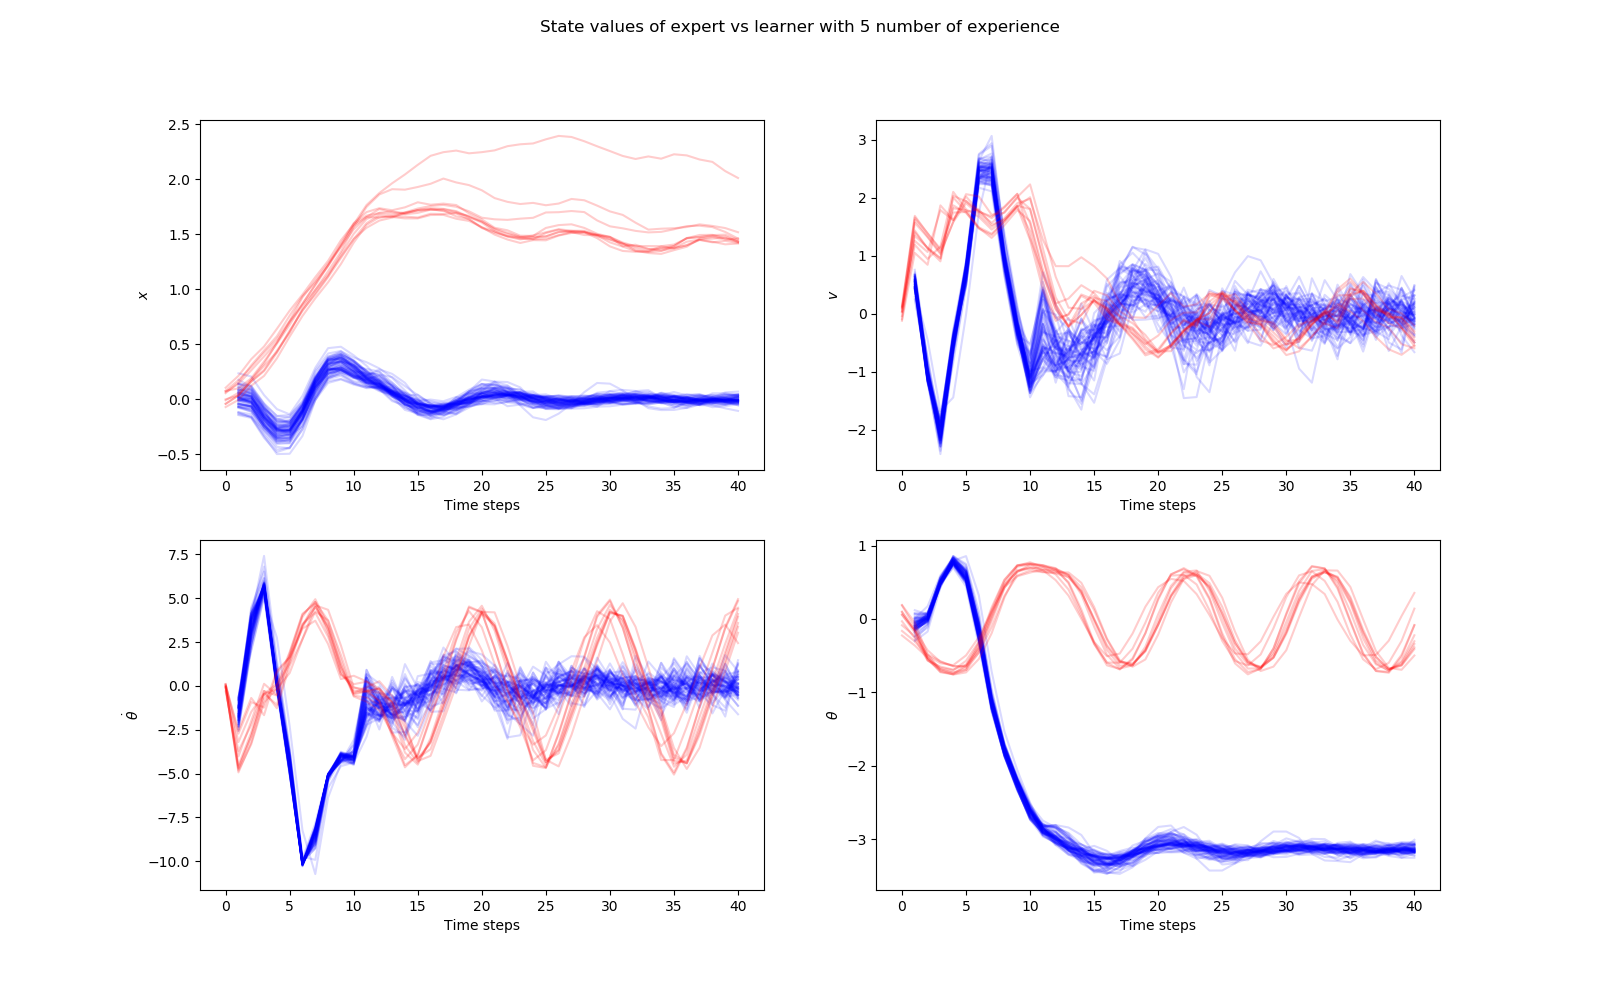 State values of expert vs learner with 5 number of experience
2.5
2.0
1.5
1.0
0.5
0.0
−0.5
x
0 5 10 15 20 25 30 35 40
Time steps
3
2
1
0
−1
−2
v
0 5 10 15 20 25 30 35 40
Time steps
7.5
5.0
2.5
0.0
−2.5
−5.0
−7.5
−10.0
θ̇
0 5 10 15 20 25 30 35 40
Time steps
1
0
−1
−2
−3
θ
0 5 10 15 20 25 30 35 40
Time steps